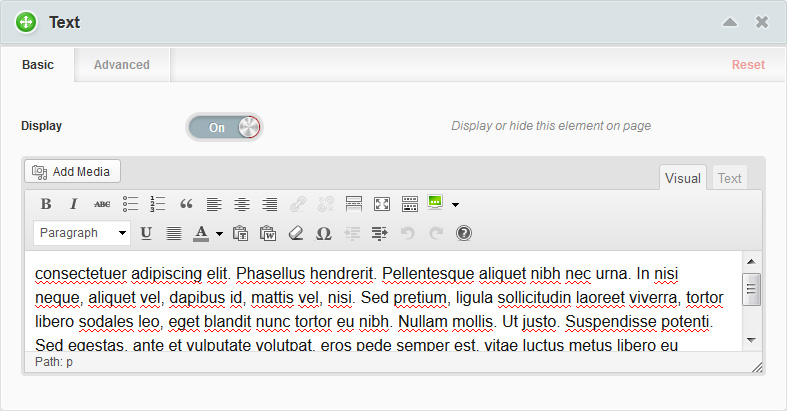 Text
Basic
Advanced
Reset
Display
On
Display or hide this element on page
Add Media
Visual
Text
B I ABC
Paragraph U A
consectetuer adipiscing elit. Phasellus hendrerit. Pellentesque aliquet nibh nec urna. In nisi
neque, aliquet vel, dapibus id, mattis vel, nisi. Sed pretium, ligula sollicitudin laoreet viverra, tortor
libero sodales leo, eget blandit nunc tortor eu nibh. Nullam mollis. Ut justo. Suspendisse potenti.
Sed egestas, ante et vulputate volutpat, eros pede semper est, vitae luctus metus libero eu
Path: p